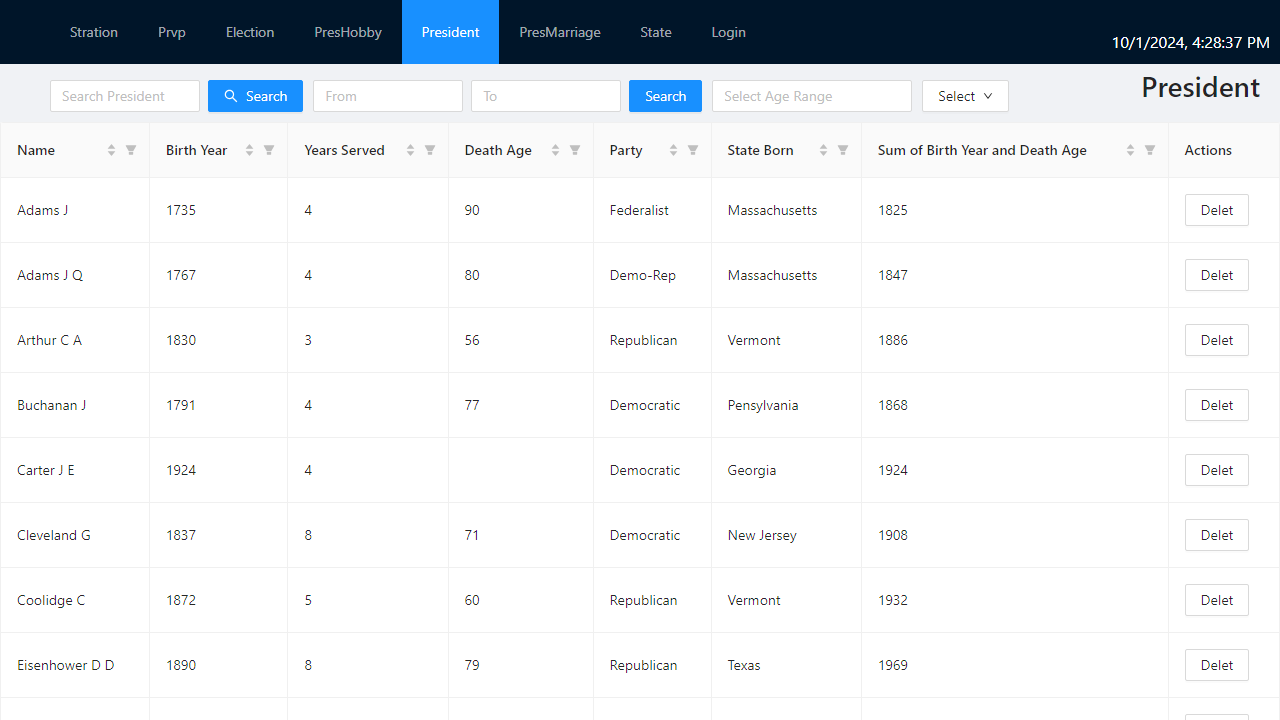 Stration Prvp Election PresHobby President PresMarriage State Login
10/1/2024, 4:28:37 PM
Search President Search From To Search Select Age Range Select
President
Name Birth Year Years Served Death Age Party State Born Sum of Birth Year and Death Age Actions
Adams J 1735 4 90 Federalist Massachusetts 1825 Delet
Adams J Q 1767 4 80 Demo-Rep Massachusetts 1847 Delet
Arthur C A 1830 3 56 Republican Vermont 1886 Delet
Buchanan J 1791 4 77 Democratic Pensylvania 1868 Delet
Carter J E 1924 4 Democratic Georgia 1924 Delet
Cleveland G 1837 8 71 Democratic New Jersey 1908 Delet
Coolidge C 1872 5 60 Republican Vermont 1932 Delet
Eisenhower D D 1890 8 79 Republican Texas 1969 Delet